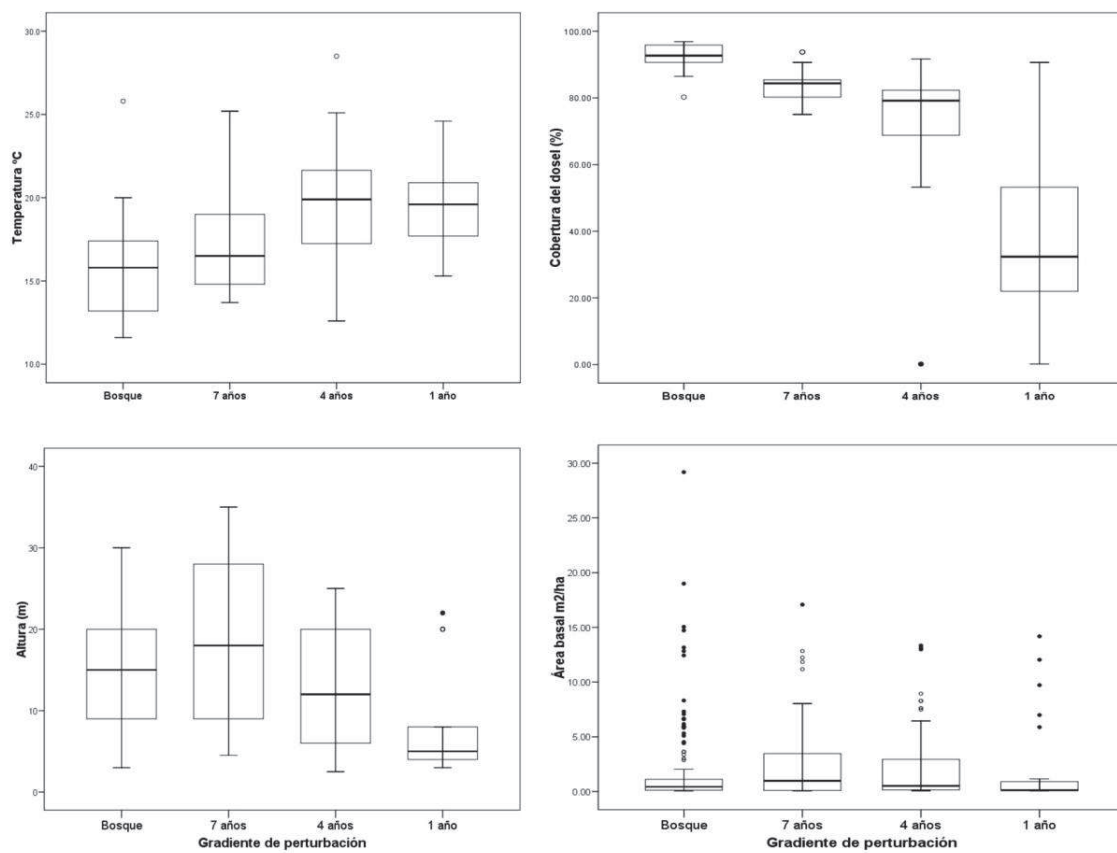 Temperatura ºC
30.0
25.0
20.0
15.0
10.0
Bosque
7 años
4 años
1 año
Cobertura del dosel (%)
100.00
80.00
60.00
40.00
20.00
0.00
Bosque
7 años
4 años
1 año
Altura (m)
40
30
20
10
0
Bosque
7 años
4 años
1 año
Gradiente de perturbación
Área basal m2/ha
30.00
25.00
20.00
15.00
10.00
5.00
0.00
Bosque
7 años
4 años
1 año
Gradiente de perturbación